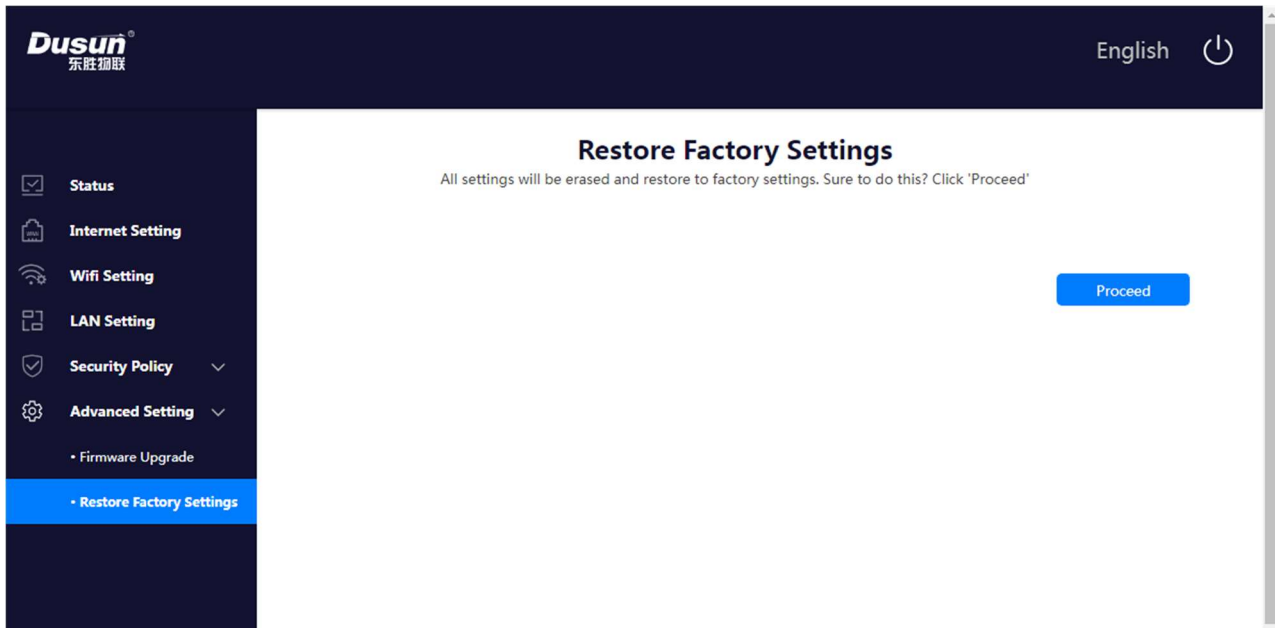 Dusun®
东胜物联
English
Restore Factory Settings
All settings will be erased and restore to factory settings. Sure to do this? Click 'Proceed'
Proceed
Status
Internet Setting
Wifi Setting
LAN Setting
Security Policy
Advanced Setting
• Firmware Upgrade
• Restore Factory Settings